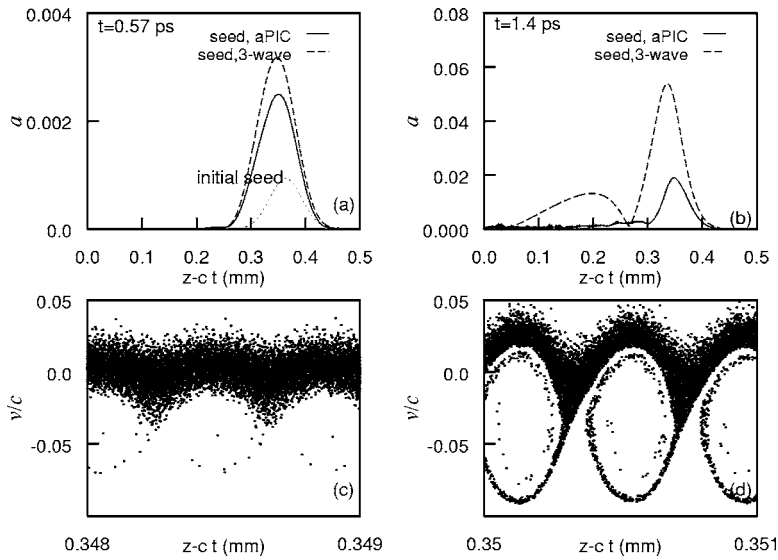 0.004
t=0.57 ps
seed, aPIC
seed,3-wave
a
0.002
initial seed
(a)
0.0
0.0 0.1 0.2 0.3 0.4 0.5
z-c t (mm)
0.08
t=1.4 ps
seed, aPIC
seed,3-wave
0.06
a
0.04
0.02
(b)
0.000
0.0 0.1 0.2 0.3 0.4 0.5
z-c t (mm)
0.05
v/c
0.0
-0.05
(c)
0.348 z-c t (mm) 0.349
0.05
v/c
0.0
-0.05
(d)
0.35 z-c t (mm) 0.351